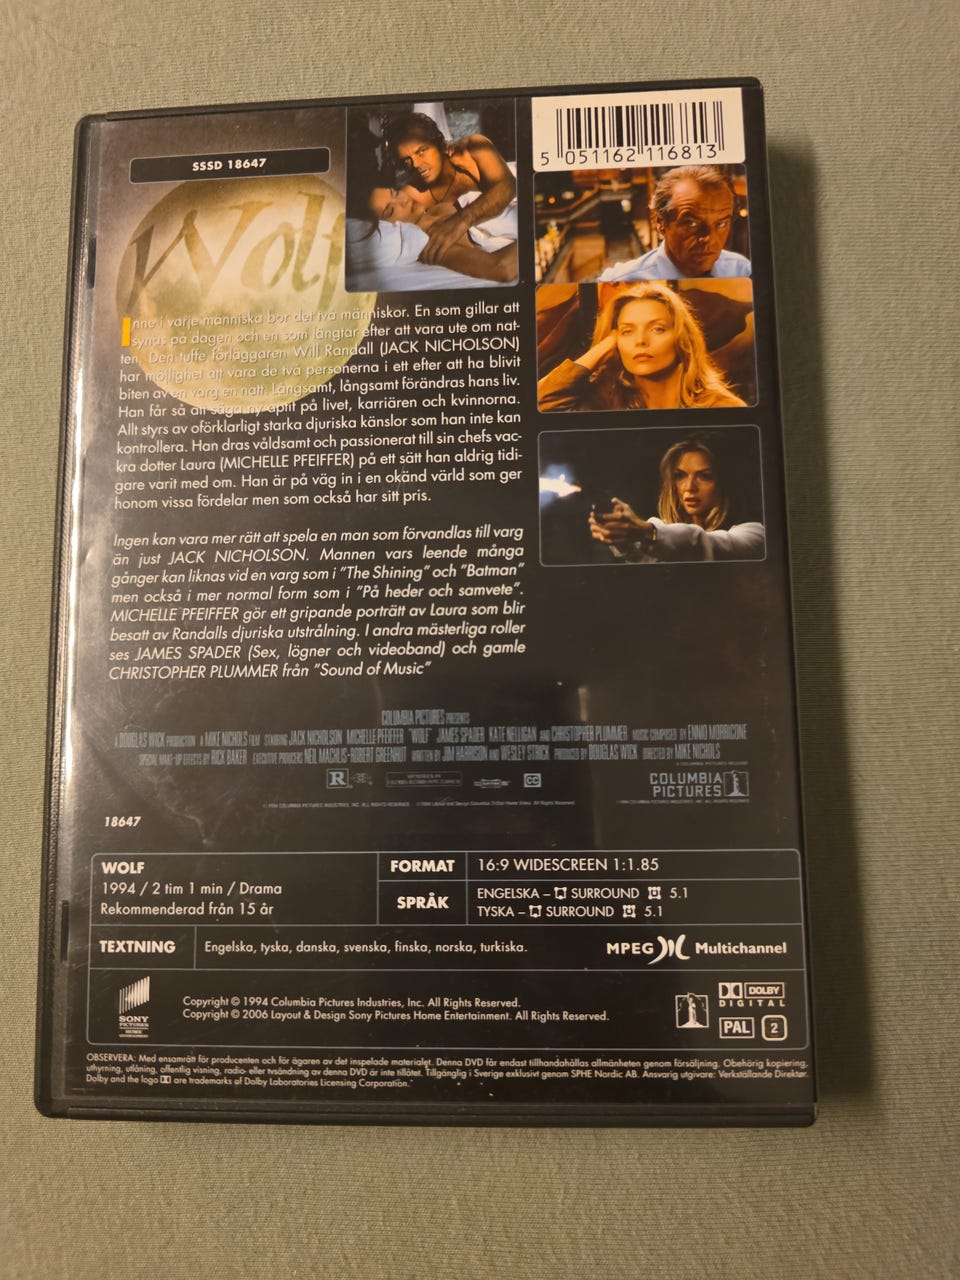 SSSD 18647
5 051162 116813
Wolf
Inne i varje människa bor det två människor. En som gillar att
synas på dagen och en som längtar efter att vara ute om nat-
ten. Den tuffe förläggaren Will Randall (JACK NICHOLSON)
har möjlighet att vara de två personerna i ett efter att ha blivit
biten av en varg en natt. Långsamt, långsamt förändras hans liv.
Han får så att säga ny aptit på livet, karriären och kvinnorna.
Allt styrs av oförklarligt starka djuriska känslor som han inte kan
kontrollera. Han dras våldsamt och passionerat till sin chefs vac-
kra dotter Laura (MICHELLE PFEIFFER) på ett sätt han aldrig tidi-
gare varit med om. Han är på väg in i en okänd värld som ger
honom vissa fördelar men som också har sitt pris.
Ingen kan vara mer rätt att spela en man som förvandlas till varg
än just JACK NICHOLSON. Mannen vars leende många
gånger kan liknas vid en varg som i "The Shining" och "Batman"
men också i mer normal form som i "På heder och samvete".
MICHELLE PFEIFFER gör ett gripande porträtt av Laura som blir
besatt av Randalls djuriska utstrålning. I andra mästerliga roller
ses JAMES SPADER (Sex, lögner och videoband) och gamle
CHRISTOPHER PLUMMER från "Sound of Music"
COLUMBIA PICTURES PRESENTS
A DOUGLAS WICK PRODUCTION A MIKE NICHOLS FILM STARRING JACK NICHOLSON MICHELLE PFEIFFER "WOLF" JAMES SPADER KATE NELLIGAN AND CHRISTOPHER PLUMMER MUSIC COMPOSED BY ENNIO MORRICONE
SPECIAL MAKE-UP EFFECTS BY RICK BAKER EXECUTIVE PRODUCERS NEIL MACHLIS · ROBERT GREENHUT WRITTEN BY JIM HARRISON AND WESLEY STRICK PRODUCED BY DOUGLAS WICK DIRECTED BY MIKE NICHOLS
A COLUMBIA PICTURES RELEASE
R
CC
COLUMBIA
PICTURES
18647
WOLF
1994 / 2 tim 1 min / Drama
Rekommenderad från 15 år
FORMAT 16:9 WIDESCREEN 1:1.85
SPRÅK ENGELSKA – SURROUND 5.1
TYSKA – SURROUND 5.1
TEXTNING Engelska, tyska, danska, svenska, finska, norska, turkiska.
MPEG Multichannel
SONY
PICTURES
HOME
ENTERTAINMENT
Copyright © 1994 Columbia Pictures Industries, Inc. All Rights Reserved.
Copyright © 2006 Layout & Design Sony Pictures Home Entertainment. All Rights Reserved.
DOLBY
DIGITAL
PAL 2
OBSERVERA: Med ensamrätt för producenten och för ägaren av det inspelade materialet. Denna DVD får endast tillhandahållas allmänheten genom försäljning. Obehörig kopiering,
uthyrning, utlåning, offentlig visning, radio- eller tvsändning av denna DVD är inte tillåtet. Tillgänglig i Sverige exklusivt genom SPHE Nordic AB. Ansvarig utgivare: Verkställande Direktör.
Dolby and the logo are trademarks of Dolby Laboratories Licensing Corporation."